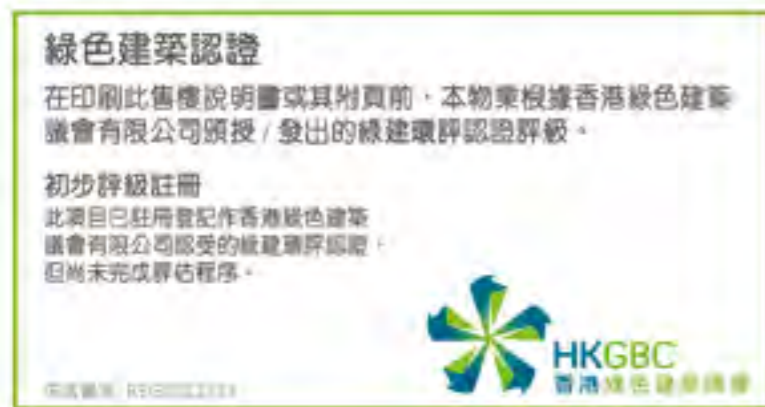 綠色建築認證
在印刷此售樓說明書或其附頁前，本物業根據香港綠色建築
議會有限公司頒授 / 發出的綠建環評認證評級。
初步評級註冊
此項目已註冊登記作香港綠色建築
議會有限公司認受的綠建環評認證，
但尚未完成評估程序。
HKGBC
香港綠色建築議會